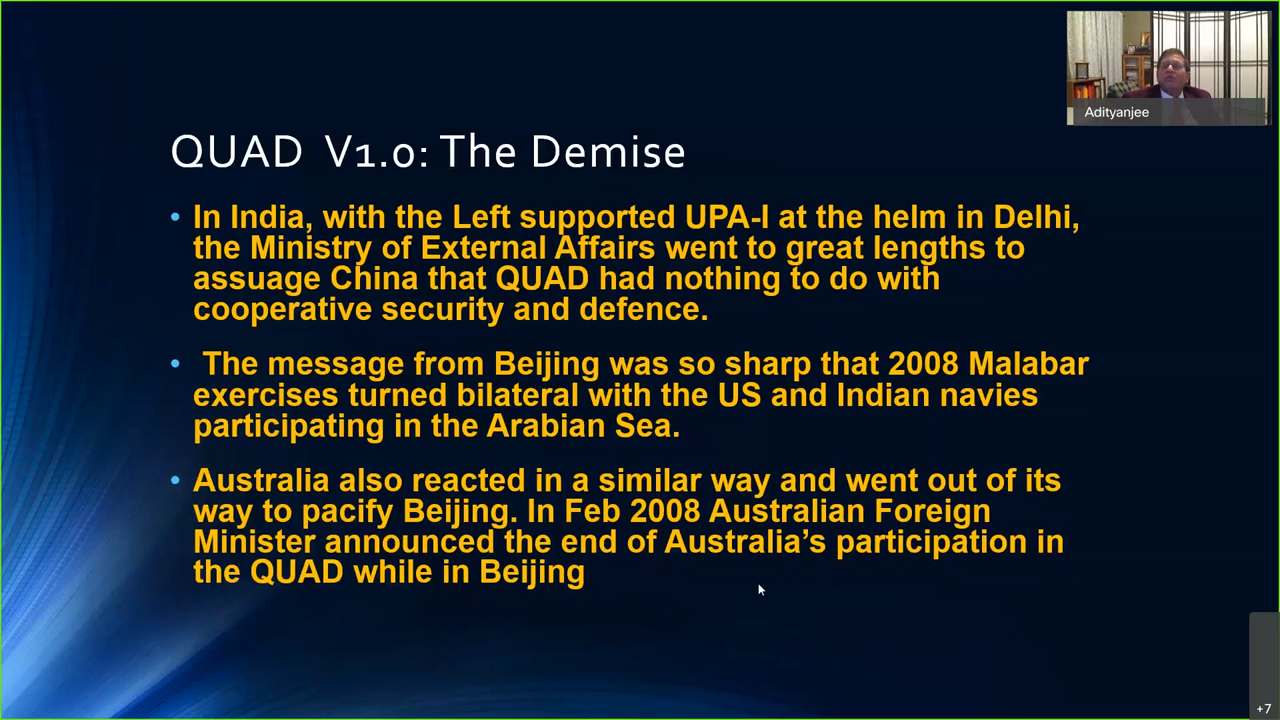 Adityanjee
QUAD V1.0: The Demise
• In India, with the Left supported UPA-I at the helm in Delhi,
the Ministry of External Affairs went to great lengths to
assuage China that QUAD had nothing to do with
cooperative security and defence.
• The message from Beijing was so sharp that 2008 Malabar
exercises turned bilateral with the US and Indian navies
participating in the Arabian Sea.
• Australia also reacted in a similar way and went out of its
way to pacify Beijing. In Feb 2008 Australian Foreign
Minister announced the end of Australia’s participation in
the QUAD while in Beijing
+7